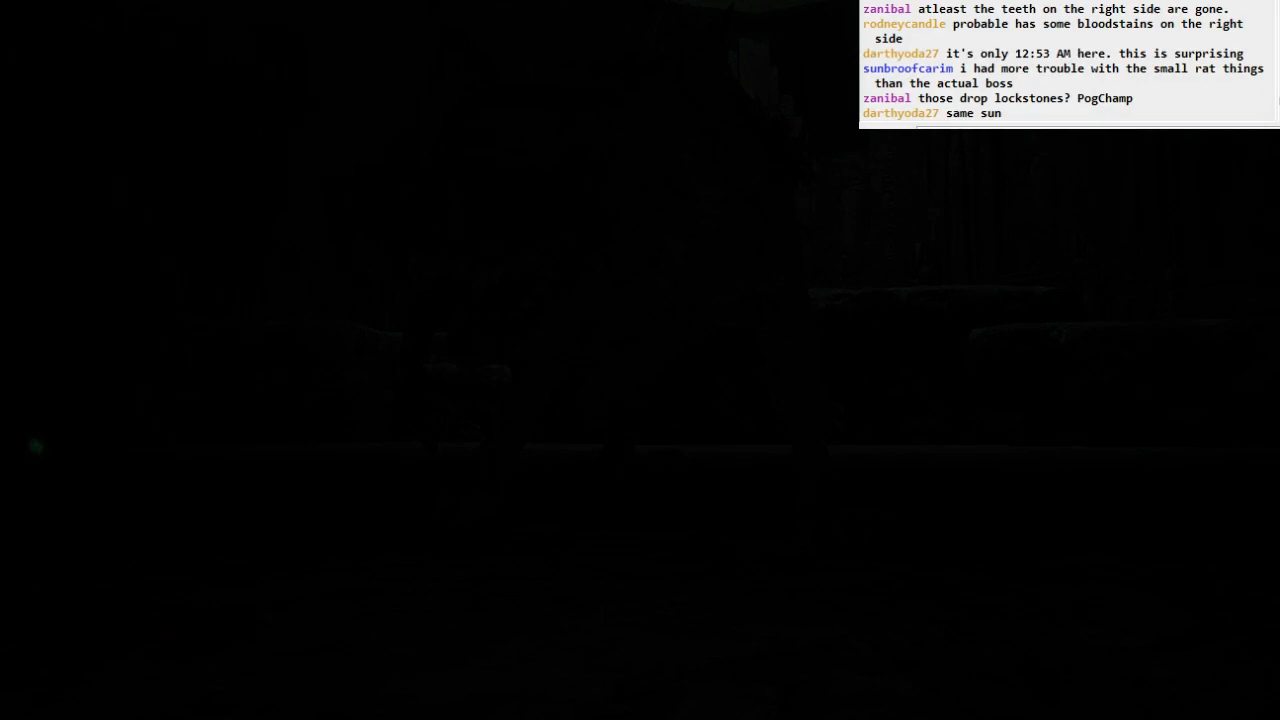 zanibal atleast the teeth on the right side are gone.
rodneycandle probable has some bloodstains on the right
side
darthyoda27 it's only 12:53 AM here. this is surprising
sunbroofcarim i had more trouble with the small rat things
than the actual boss
zanibal those drop lockstones? PogChamp
darthyoda27 same sun